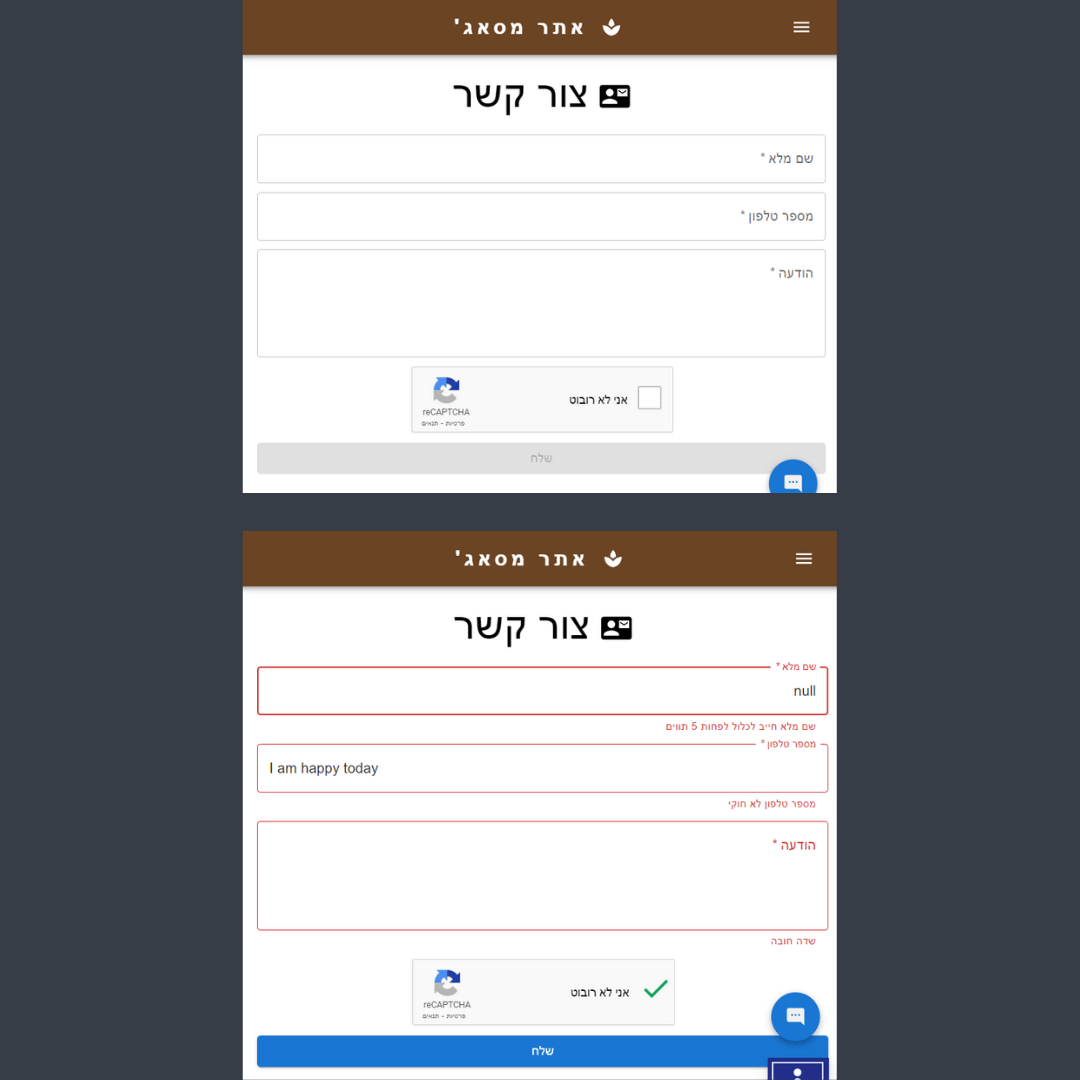 אתר מסאג'
צור קשר
שם מלא *
מספר טלפון *
הודעה *
אני לא רובוט
reCAPTCHA
פרטיות - תנאים
שלח
אתר מסאג'
צור קשר
שם מלא *
null
שם מלא חייב לכלול לפחות 5 תווים
מספר טלפון *
I am happy today
מספר טלפון לא חוקי
הודעה *
שדה חובה
אני לא רובוט
reCAPTCHA
פרטיות - תנאים
שלח